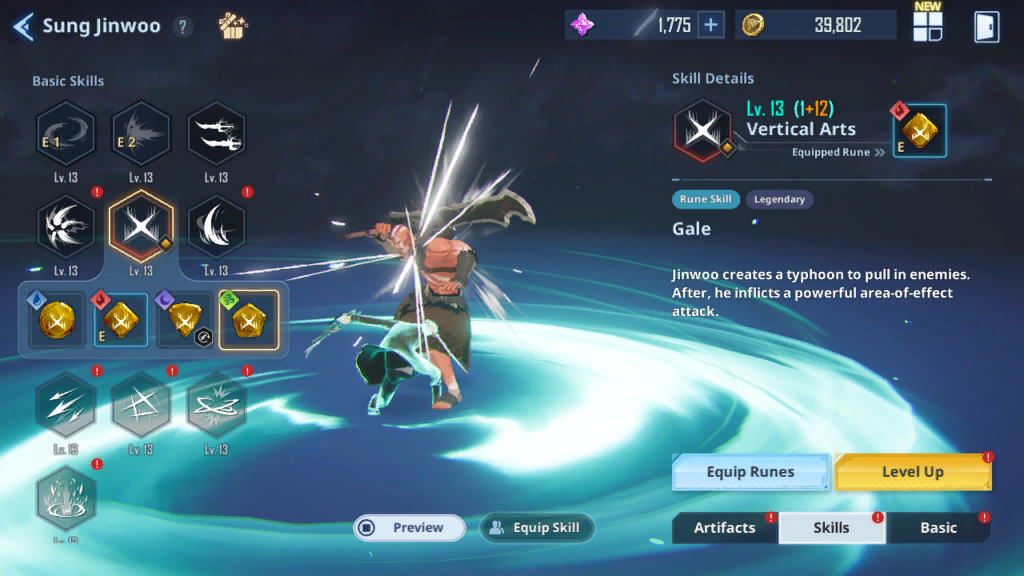 Sung Jinwoo
?
1,775
+
39,802
NEW
Basic Skills
E 1
E 2
Lv. 13
Lv. 13
Lv. 13
Lv. 13
Lv. 13
Lv. 13
E
Lv. 13
Lv. 13
Lv. 13
Skill Details
Lv. 13 (1+12)
Vertical Arts
Equipped Rune >>
E
Rune Skill
Legendary
Gale
Jinwoo creates a typhoon to pull in enemies.
After, he inflicts a powerful area-of-effect
attack.
Equip Runes
Level Up
Preview
Equip Skill
Artifacts
Skills
Basic